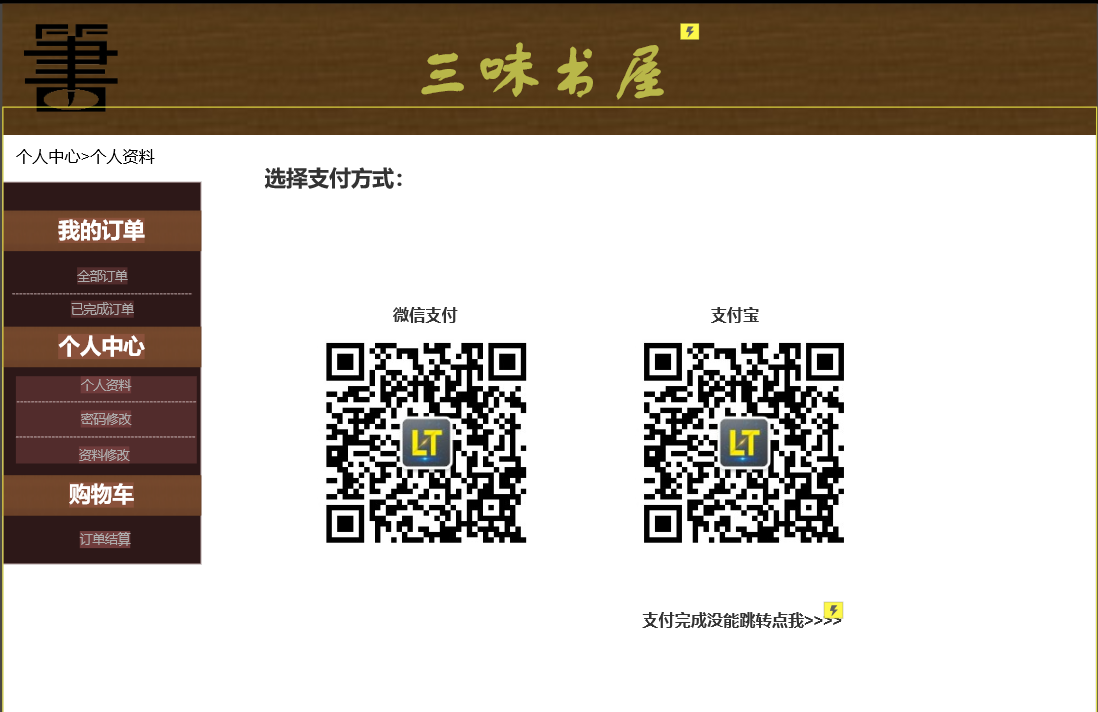 三味书屋
个人中心>个人资料
选择支付方式：
我的订单
全部订单
已完成订单
个人中心
个人资料
密码修改
资料修改
购物车
订单结算
微信支付
支付宝
LT
LT
支付完成没能跳转点我>>>>